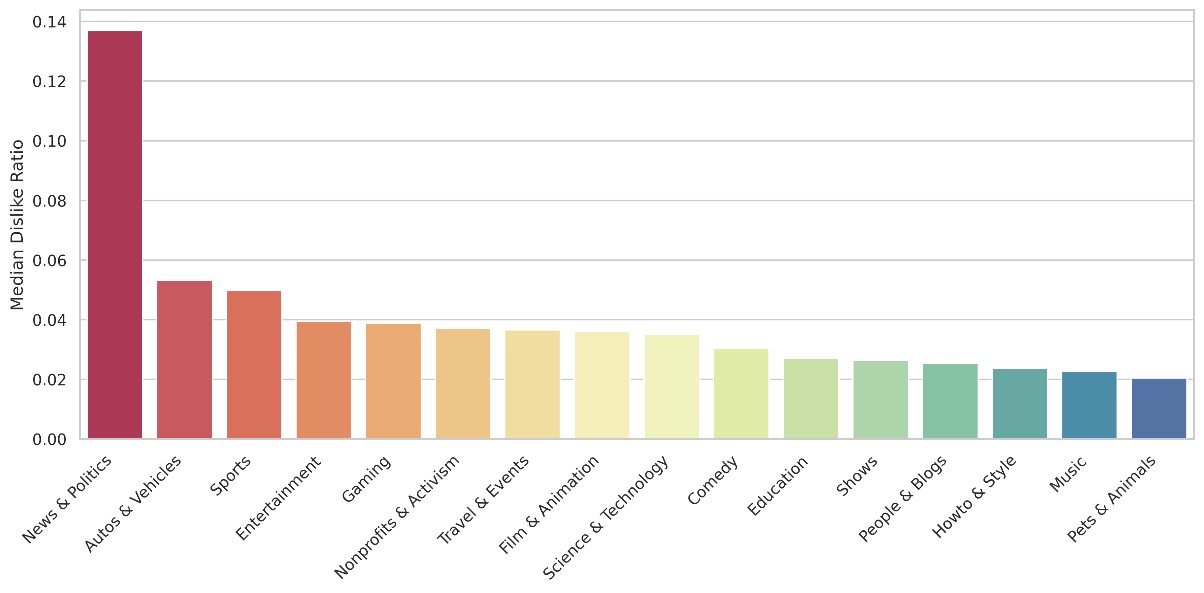 0.14
0.12
0.10
0.08
0.06
0.04
0.02
0.00
Median Dislike Ratio
News & Politics
Autos & Vehicles
Sports
Entertainment
Gaming
Nonprofits & Activism
Travel & Events
Film & Animation
Science & Technology
Comedy
Education
Shows
People & Blogs
Howto & Style
Music
Pets & Animals